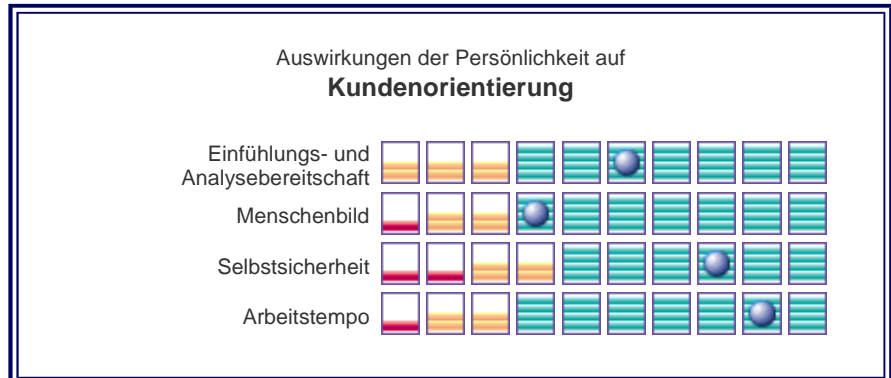 Auswirkungen der Persönlichkeit auf
Kundenorientierung
Einfühlungs- und
Analysebereitschaft
Menschenbild
Selbstsicherheit
Arbeitstempo